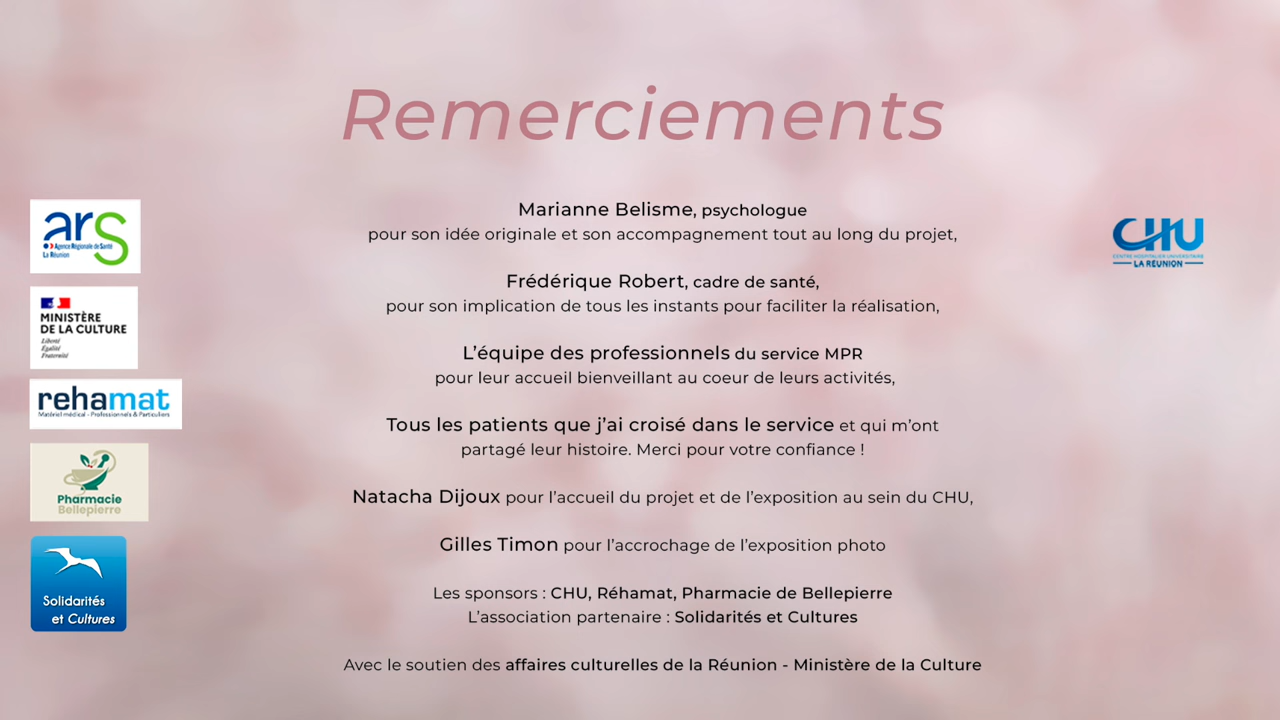 Remerciements
Marianne Belisme, psychologue
pour son idée originale et son accompagnement tout au long du projet,
Frédérique Robert, cadre de santé,
pour son implication de tous les instants pour faciliter la réalisation,
L'équipe des professionnels du service MPR
pour leur accueil bienveillant au coeur de leurs activités,
Tous les patients que j'ai croisé dans le service et qui m'ont
partagé leur histoire. Merci pour votre confiance !
Natacha Dijoux pour l'accueil du projet et de l'exposition au sein du CHU,
Gilles Timon pour l'accrochage de l'exposition photo
Les sponsors : CHU, Réhamat, Pharmacie de Bellepierre
L'association partenaire : Solidarités et Cultures
Avec le soutien des affaires culturelles de la Réunion - Ministère de la Culture
ars
Agence Régionale de Santé
La Réunion
MINISTÈRE
DE LA CULTURE
Liberté
Égalité
Fraternité
rehamat
Matériel médical - Professionnels & Particuliers
Pharmacie
Bellepierre
Solidarités
et Cultures
CHU
CENTRE HOSPITALIER UNIVERSITAIRE
LA RÉUNION